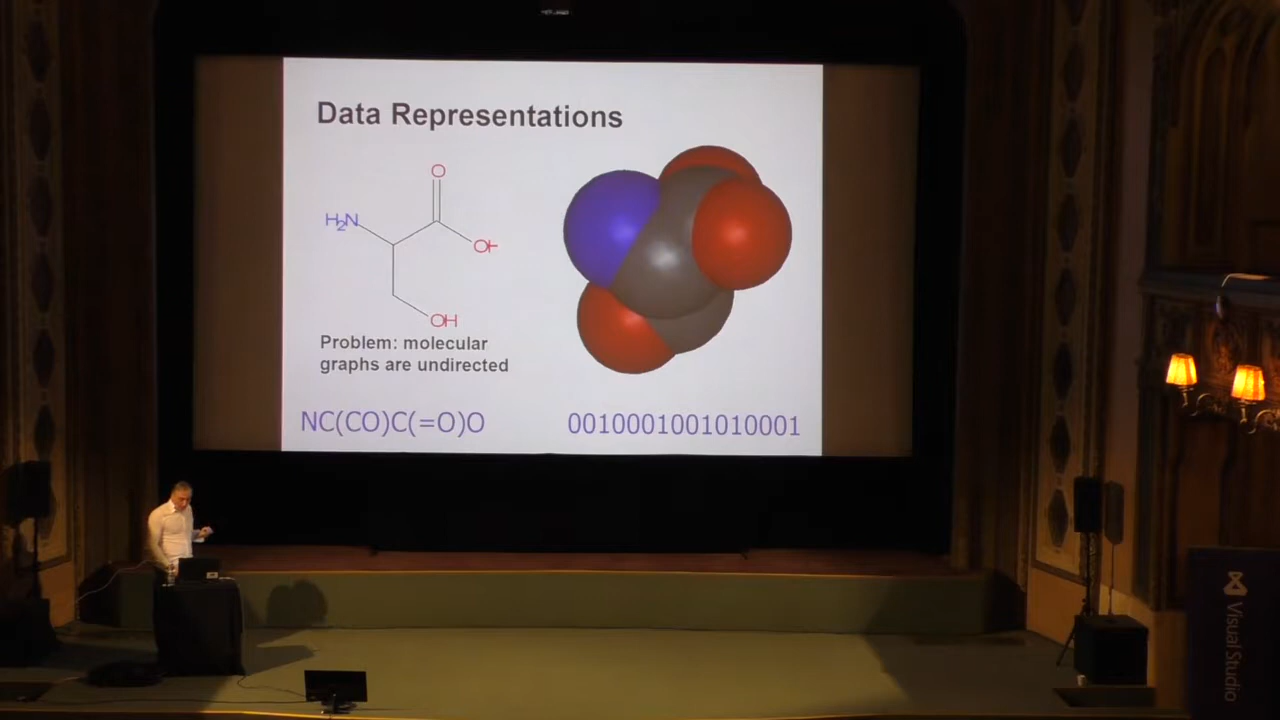 Data Representations
O
H₂N
OH
OH
Problem: molecular
graphs are undirected
NC(CO)C(=O)O
0010001001010001
Visual Studio